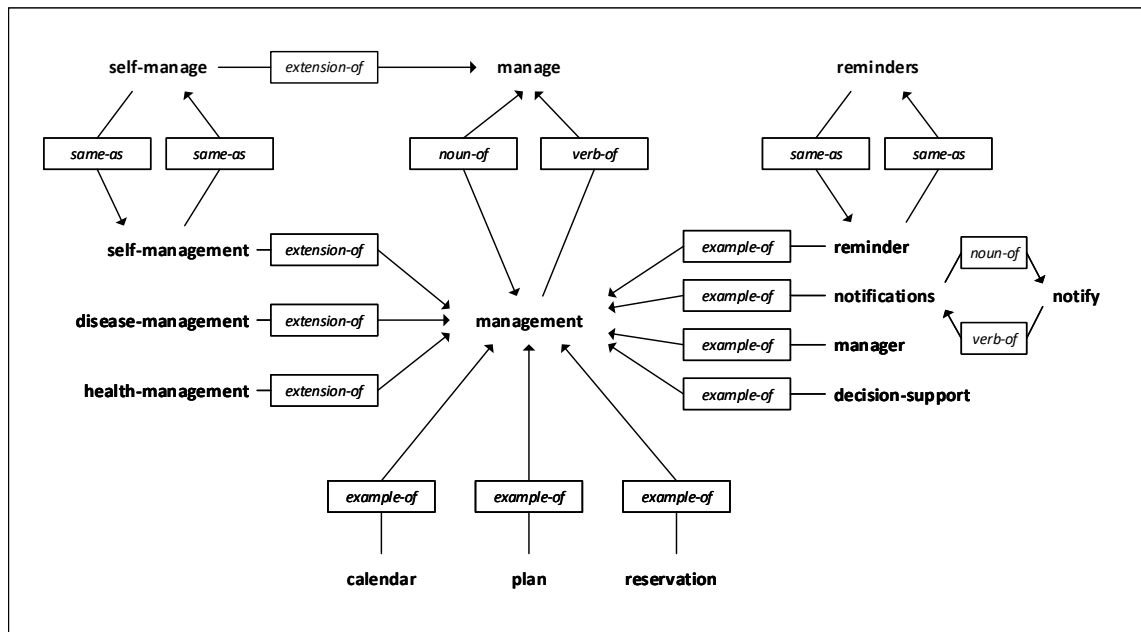 self-manage extension-of manage reminders
same-as same-as noun-of verb-of same-as same-as
self-management extension-of example-of reminder noun-of
example-of notifications notify
disease-management extension-of management
example-of manager verb-of
health-management extension-of example-of decision-support
example-of example-of example-of
calendar plan reservation